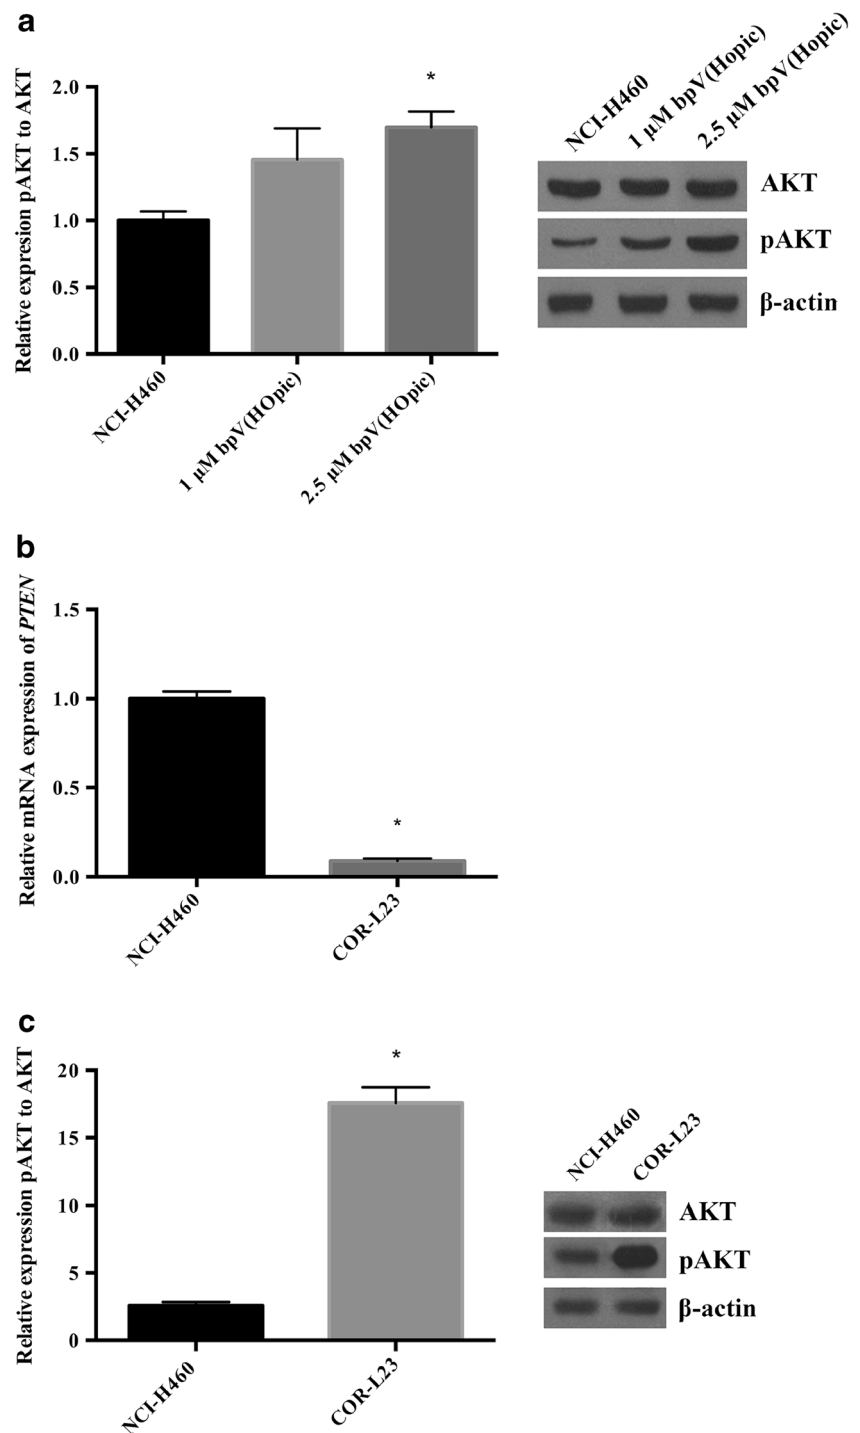 a
Relative expresion pAKT to AKT
2.0
1.5
1.0
0.5
0.0
*
NCI-H460
1 µM bpV(HOpic)
2.5 µM bpV(HOpic)
NCI-H460
1 µM bpV(Hopic)
2.5 µM bpV(Hopic)
AKT
pAKT
β-actin
b
Relative mRNA expression of PTEN
1.5
1.0
0.5
0.0
*
NCI-H460
COR-L23
c
Relative expression pAKT to AKT
20
15
10
5
0
*
NCI-H460
COR-L23
NCI-H460
COR-L23
AKT
pAKT
β-actin